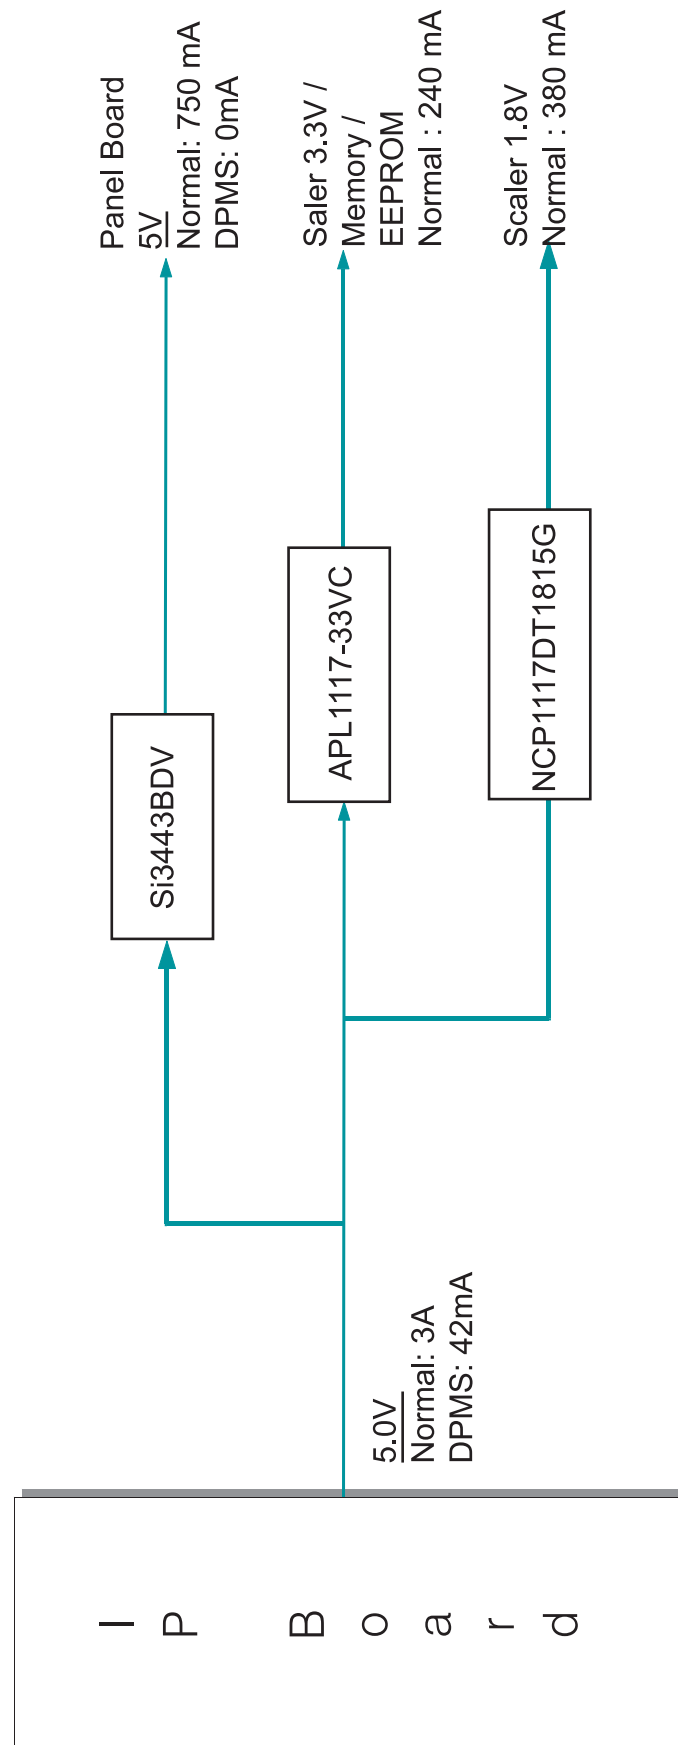 IP Board
5.0V
Normal: 3A
DPMS: 42mA
Si3443BDV
APL1117-33VC
NCP1117DT1815G
Panel Board
5V
Normal: 750 mA
DPMS: 0mA
Saler 3.3V /
Memory /
EEPROM
Normal : 240 mA
Scaler 1.8V
Normal : 380 mA